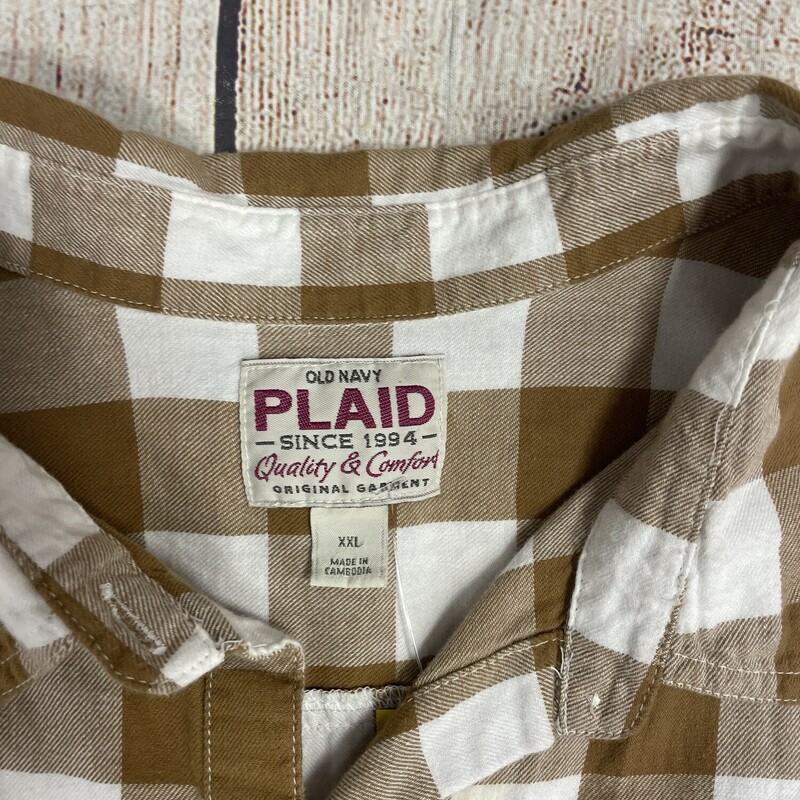 OLD NAVY
PLAID
SINCE 1994
Quality & Comfort
ORIGINAL GARMENT
XXL
MADE IN
CAMBODIA